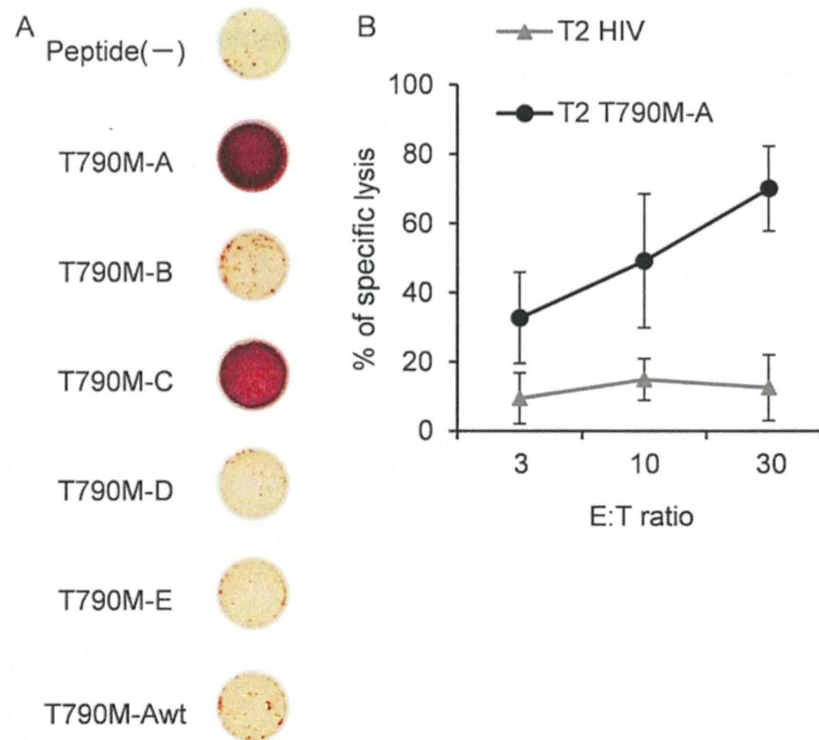 A
Peptide(−)
T790M-A
T790M-B
T790M-C
T790M-D
T790M-E
T790M-Awt
B
T2 HIV
T2 T790M-A
100
80
60
40
20
0
% of specific lysis
3 10 30
E:T ratio